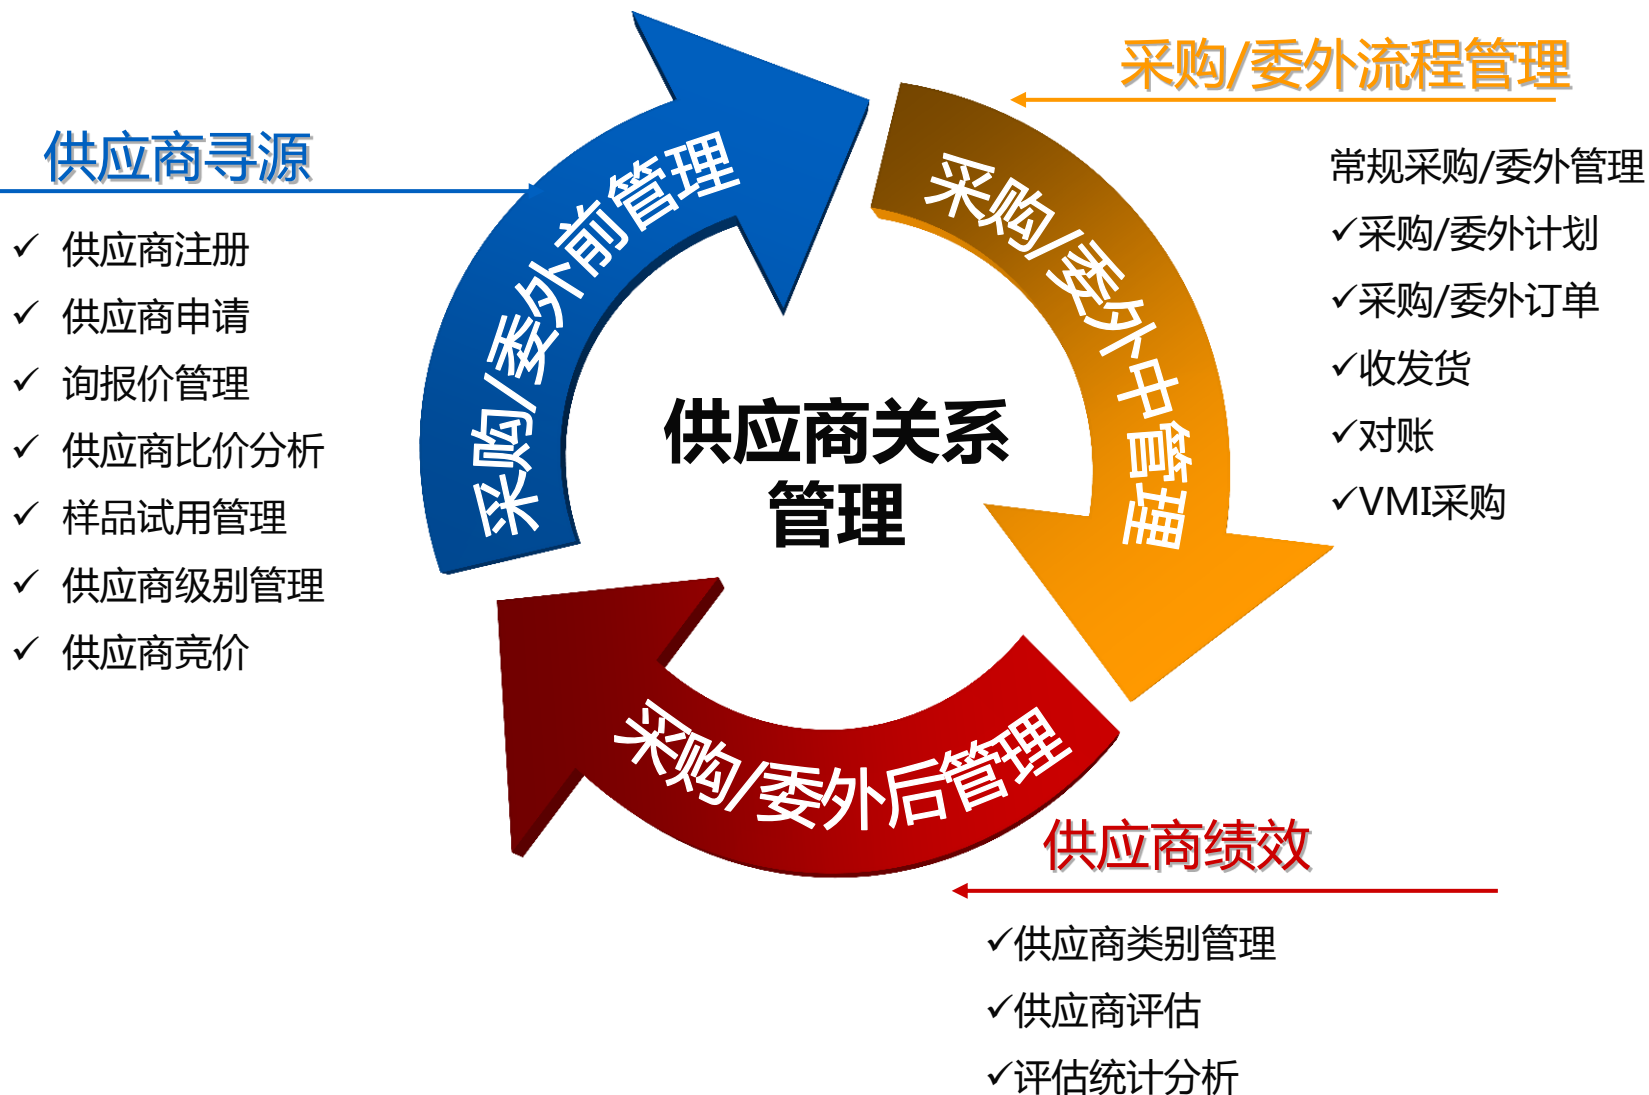 供应商寻源
供应商注册
供应商申请
询报价管理
供应商比价分析
样品试用管理
供应商级别管理
供应商竞价
采购/委外前管理
采购/委外中管理
采购/委外后管理
供应商关系
管理
采购/委外流程管理
常规采购/委外管理
采购/委外计划
采购/委外订单
收发货
对账
VMI采购
供应商绩效
供应商类别管理
供应商评估
评估统计分析